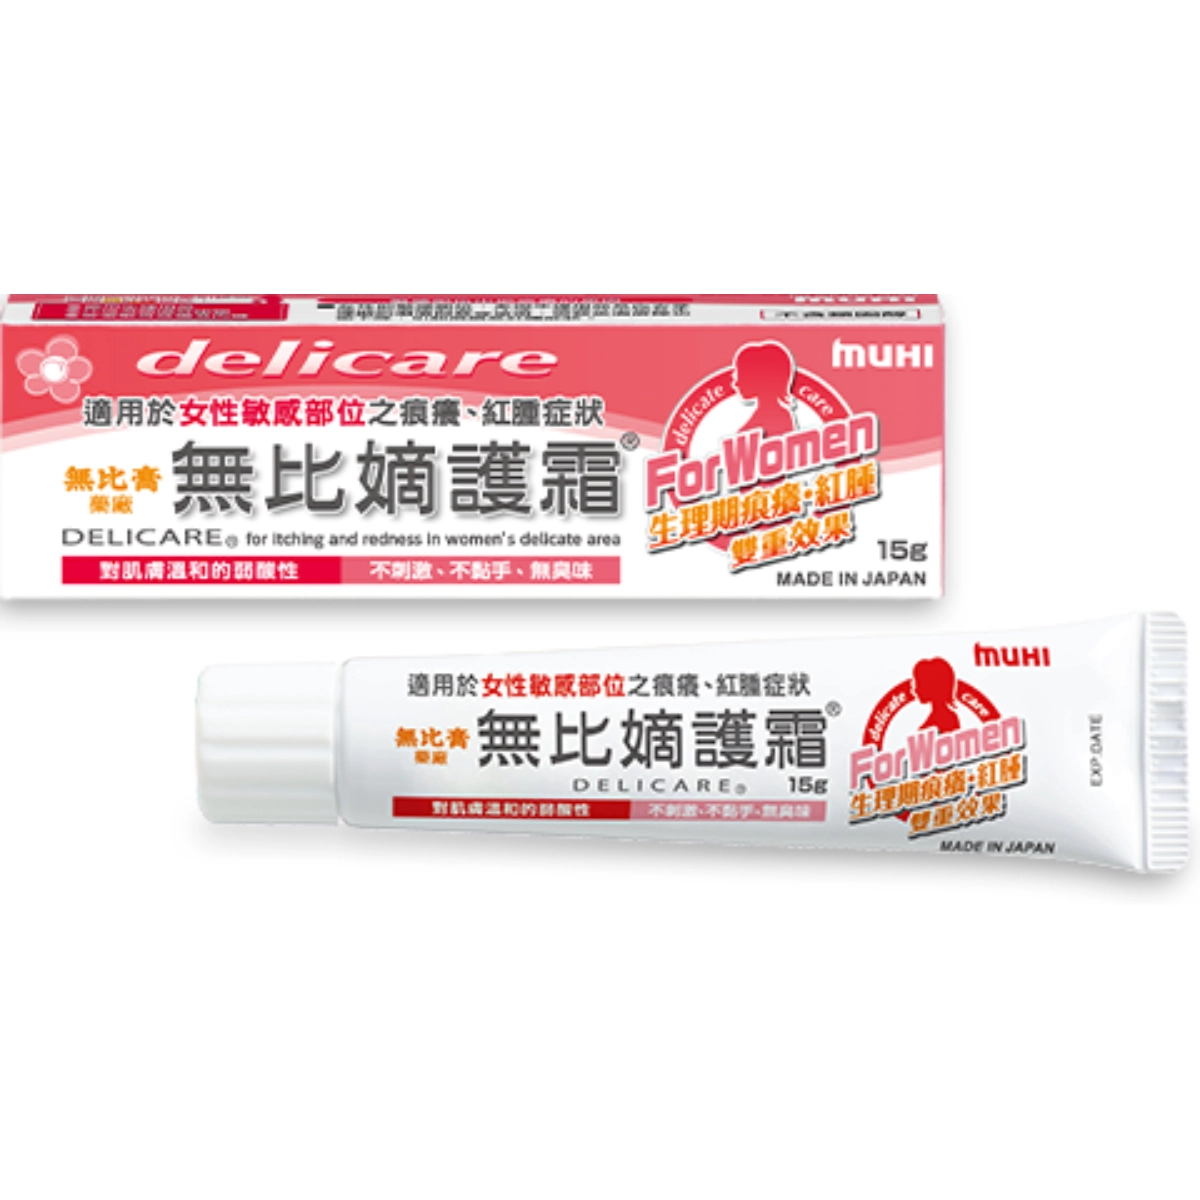 delicare
MUHI
適用於女性敏感部位之痕癢、紅腫症狀
無比膏
藥廠
無比嫡護霜®
DELICARE® for itching and redness in women's delicate area
對肌膚溫和的弱酸性
不刺激、不黏手、無臭味
delicate care
For Women
生理期痕癢·紅腫
雙重效果
15g
MADE IN JAPAN
MUHI
適用於女性敏感部位之痕癢、紅腫症狀
無比膏
藥廠
無比嫡護霜®
DELICARE® 15g
對肌膚溫和的弱酸性
不刺激、不黏手、無臭味
delicate care
For Women
生理期痕癢·紅腫
雙重效果
MADE IN JAPAN
EXP.DATE